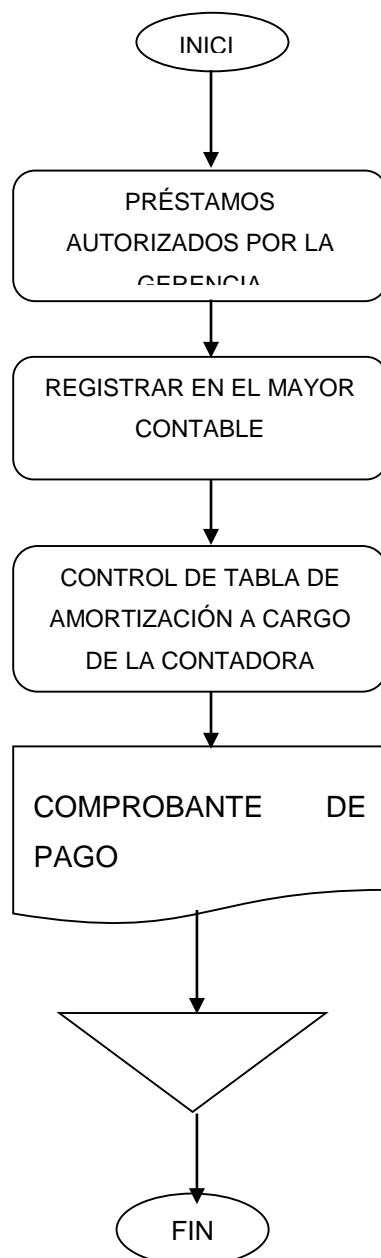 INICI
PRÉSTAMOS
AUTORIZADOS POR LA
GERENCIA
REGISTRAR EN EL MAYOR
CONTABLE
CONTROL DE TABLA DE
AMORTIZACIÓN A CARGO
DE LA CONTADORA
COMPROBANTE DE
PAGO
FIN